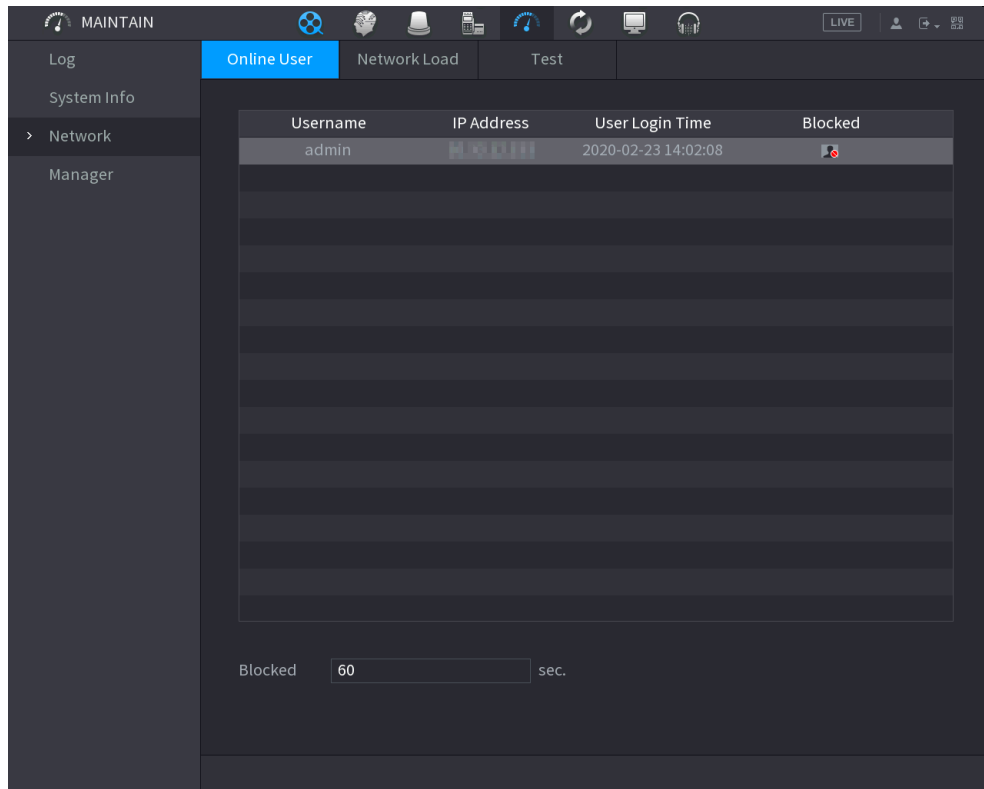 MAINTAIN LIVE
Log Online User Network Load Test
System Info
Network
Manager
Username IP Address User Login Time Blocked
admin 2020-02-23 14:02:08
Blocked 60 sec.